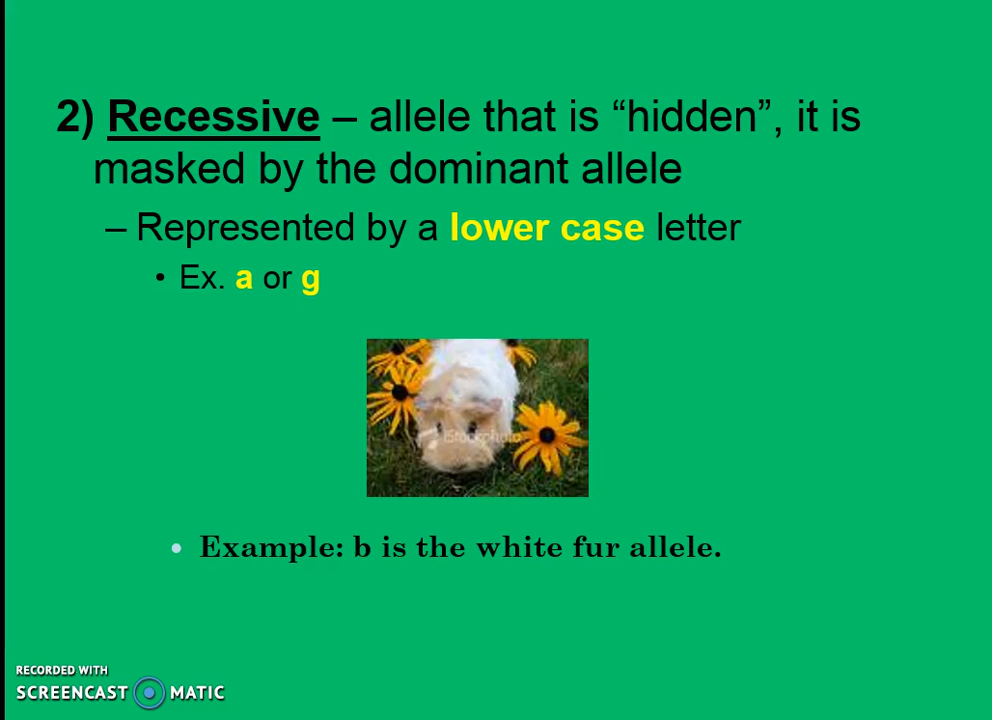 2) Recessive – allele that is “hidden”, it is
masked by the dominant allele
– Represented by a lower case letter
• Ex. a or g
iStockphoto
• Example: b is the white fur allele.
RECORDED WITH
SCREENCAST MATIC